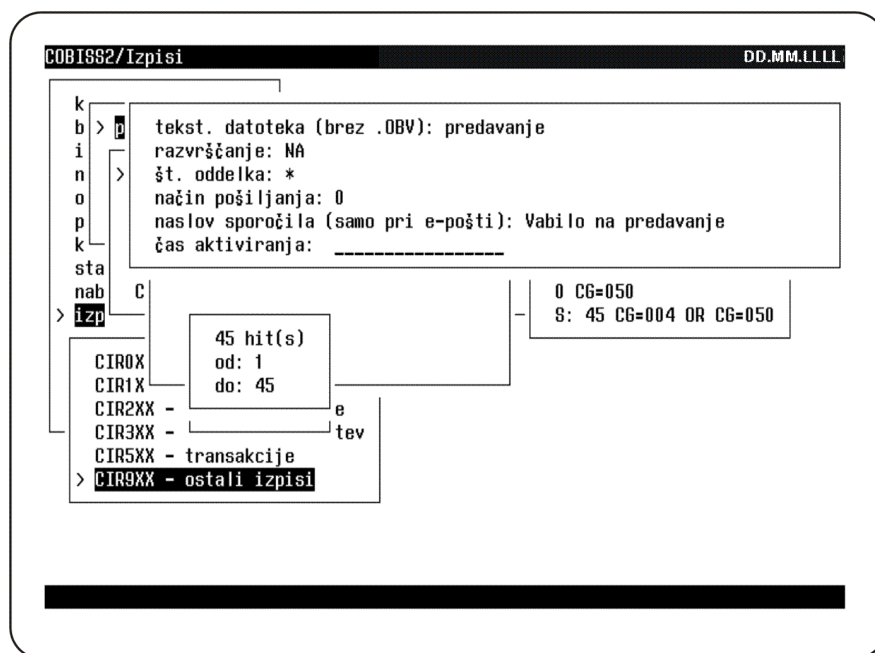 COBISS2/Izpisi DD.MM.LLLL
k
b > p tekst. datoteka (brez .OBV): predavanje
i razvrščanje: NA
n > št. oddelka: *
o način pošiljanja: 0
p naslov sporočila (samo pri e-pošti): Vabilo na predavanje
k čas aktiviranja: _________________
sta
nab C 0 CG=050
> izp S: 45 CG=004 OR CG=050
45 hit(s)
CIR0X od: 1
CIR1X do: 45
CIR2XX - e
CIR3XX - tev
CIR5XX - transakcije
> CIR9XX - ostali izpisi